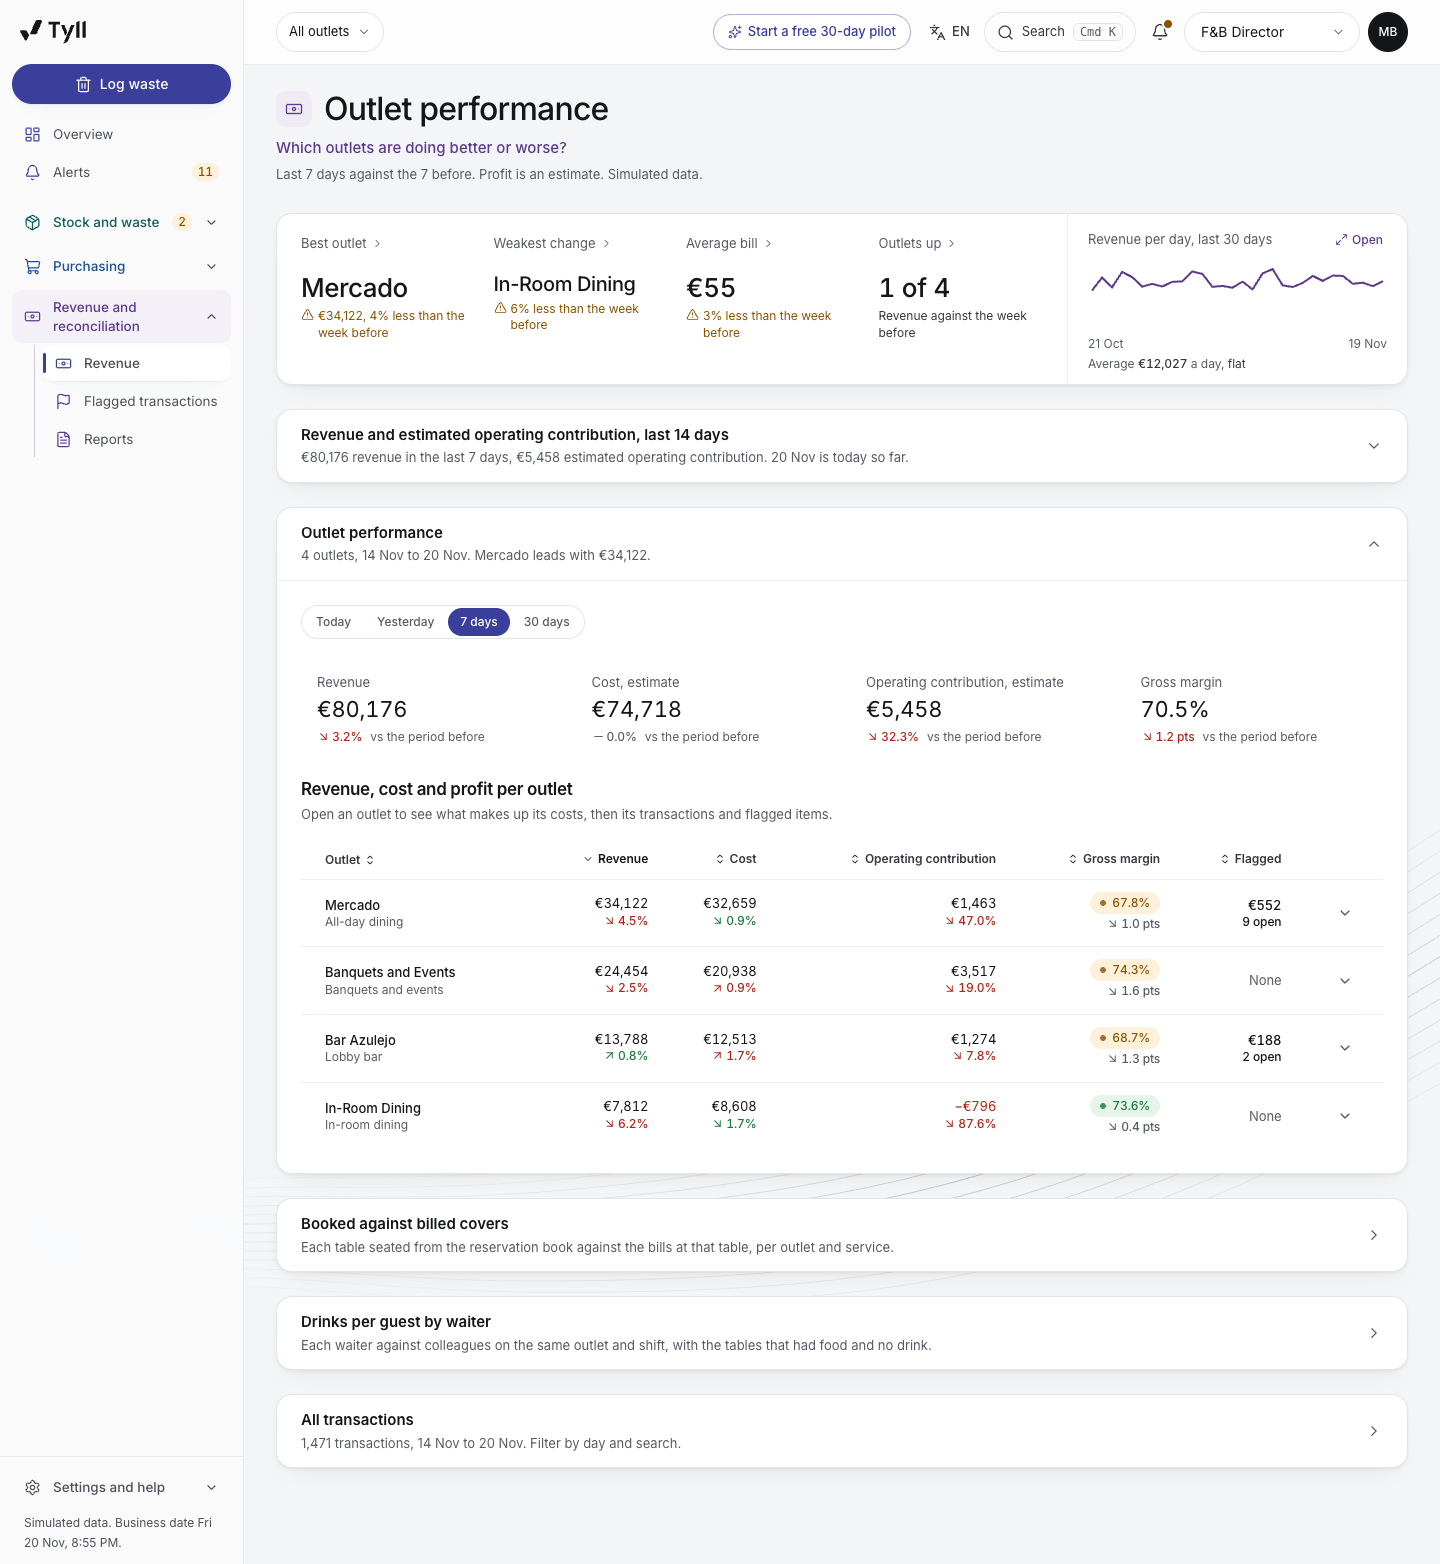 Tyll
Log waste
Overview
Alerts
11
Stock and waste
2
Purchasing
Revenue and
reconciliation
Revenue
Flagged transactions
Reports
Settings and help
Simulated data. Business date Fri
20 Nov, 8:55 PM.
All outlets
Start a free 30-day pilot
EN
Search
Cmd K
F&B Director
MB
Outlet performance
Which outlets are doing better or worse?
Last 7 days against the 7 before. Profit is an estimate. Simulated data.
Best outlet
Mercado
€34,122, 4% less than the
week before
Weakest change
In-Room Dining
6% less than the week
before
Average bill
€55
3% less than the week
before
Outlets up
1 of 4
Revenue against the week
before
Revenue per day, last 30 days
Open
21 Oct
19 Nov
Average €12,027 a day, flat
Revenue and estimated operating contribution, last 14 days
€80,176 revenue in the last 7 days, €5,458 estimated operating contribution. 20 Nov is today so far.
Outlet performance
4 outlets, 14 Nov to 20 Nov. Mercado leads with €34,122.
Today
Yesterday
7 days
30 days
Revenue
€80,176
3.2% vs the period before
Cost, estimate
€74,718
0.0% vs the period before
Operating contribution, estimate
€5,458
32.3% vs the period before
Gross margin
70.5%
1.2 pts vs the period before
Revenue, cost and profit per outlet
Open an outlet to see what makes up its costs, then its transactions and flagged items.
Outlet Revenue Cost Operating contribution Gross margin Flagged
Mercado €34,122 €32,659 €1,463 67.8% €552
All-day dining 4.5% 0.9% 47.0% 1.0 pts 9 open
Banquets and Events €24,454 €20,938 €3,517 74.3% None
Banquets and events 2.5% 0.9% 19.0% 1.6 pts
Bar Azulejo €13,788 €12,513 €1,274 68.7% €188
Lobby bar 0.8% 1.7% 7.8% 1.3 pts 2 open
In-Room Dining €7,812 €8,608 −€796 73.6% None
In-room dining 6.2% 1.7% 87.6% 0.4 pts
Booked against billed covers
Each table seated from the reservation book against the bills at that table, per outlet and service.
Drinks per guest by waiter
Each waiter against colleagues on the same outlet and shift, with the tables that had food and no drink.
All transactions
1,471 transactions, 14 Nov to 20 Nov. Filter by day and search.